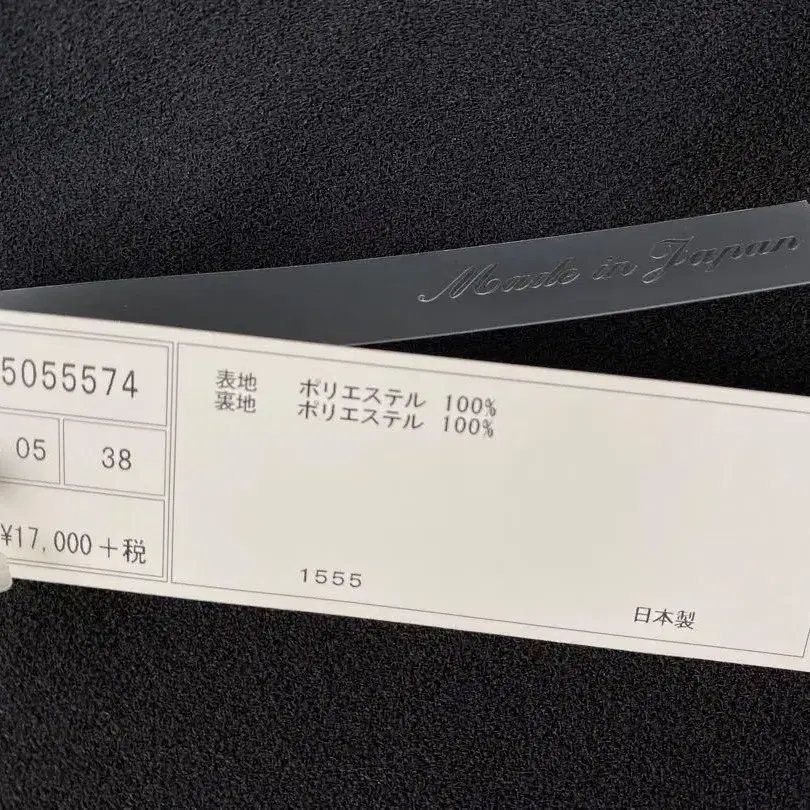 Made in Japan
5055574
05 38
¥17,000+税
表地 ポリエステル 100%
裏地 ポリエステル 100%
1555
日本製